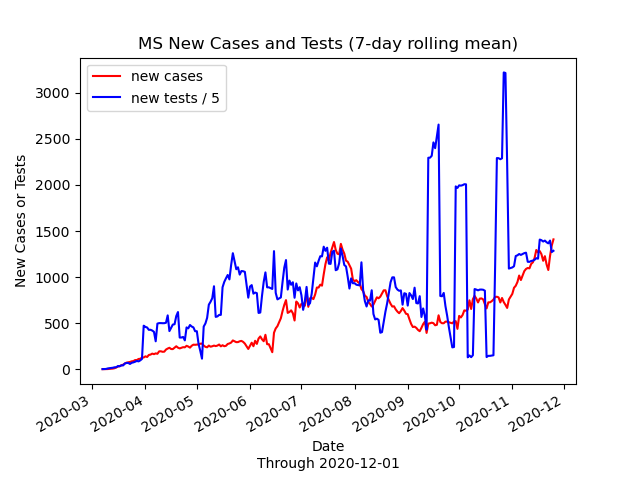 MS New Cases and Tests (7-day rolling mean)
new cases
new tests / 5
New Cases or Tests
3000
2500
2000
1500
1000
500
0
2020-03
2020-04
2020-05
2020-06
2020-07
2020-08
2020-09
2020-10
2020-11
2020-12
Date
Through 2020-12-01